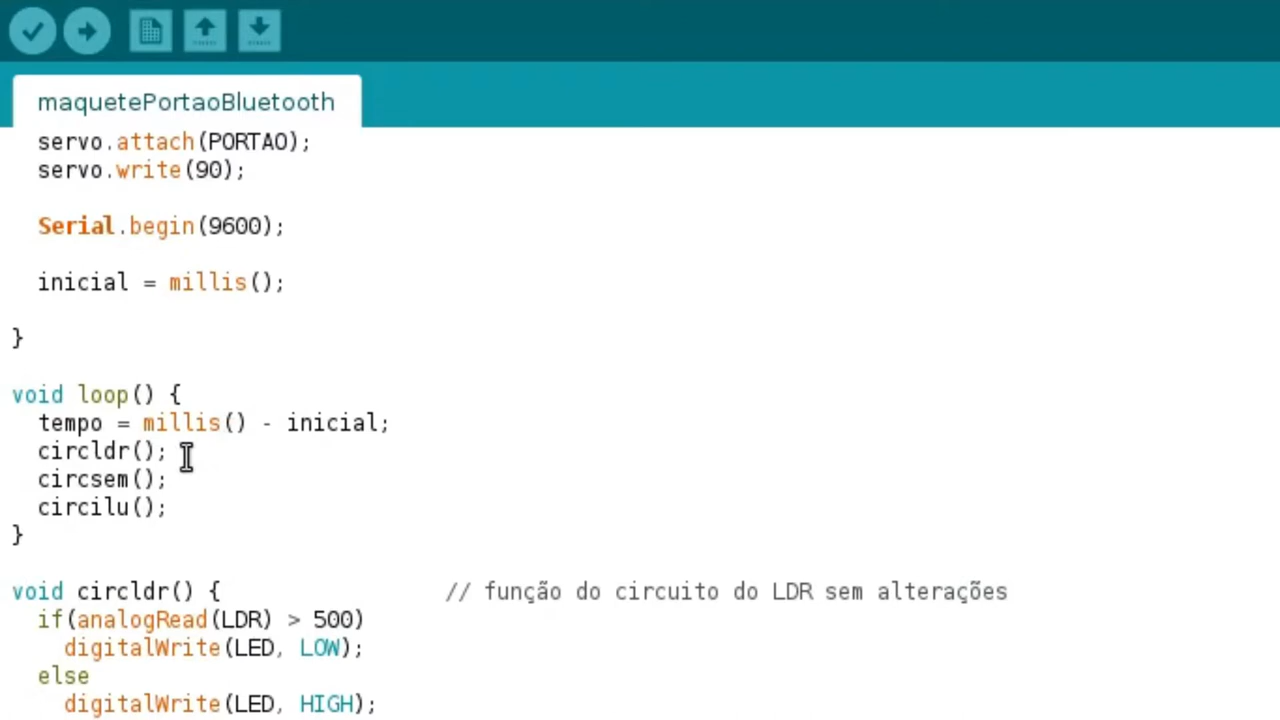 maquetePortaoBluetooth
servo.attach(PORTAO);
servo.write(90);
Serial.begin(9600);
inicial = millis();
}
void loop() {
tempo = millis() - inicial;
circldr();
circsem();
circilu();
}
void circldr() { // função do circuito do LDR sem alterações
if(analogRead(LDR) > 500)
digitalWrite(LED, LOW);
else
digitalWrite(LED, HIGH);